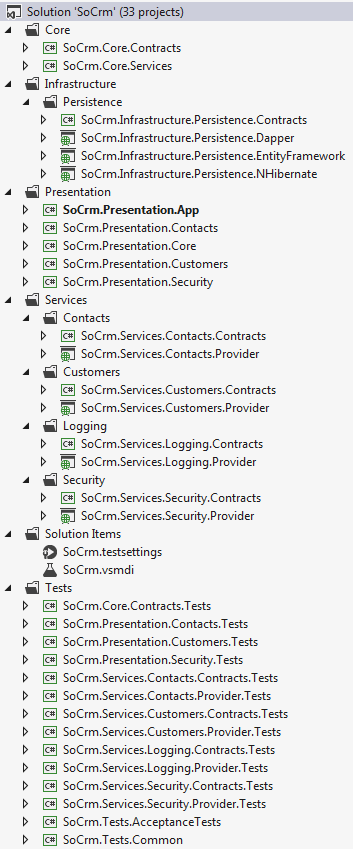 Solution 'SoCrm' (33 projects)
Core
C# SoCrm.Core.Contracts
C# SoCrm.Core.Services
Infrastructure
Persistence
C# SoCrm.Infrastructure.Persistence.Contracts
SoCrm.Infrastructure.Persistence.Dapper
SoCrm.Infrastructure.Persistence.EntityFramework
SoCrm.Infrastructure.Persistence.NHibernate
Presentation
C# SoCrm.Presentation.App
C# SoCrm.Presentation.Contacts
C# SoCrm.Presentation.Core
C# SoCrm.Presentation.Customers
C# SoCrm.Presentation.Security
Services
Contacts
C# SoCrm.Services.Contacts.Contracts
SoCrm.Services.Contacts.Provider
Customers
C# SoCrm.Services.Customers.Contracts
SoCrm.Services.Customers.Provider
Logging
C# SoCrm.Services.Logging.Contracts
SoCrm.Services.Logging.Provider
Security
C# SoCrm.Services.Security.Contracts
SoCrm.Services.Security.Provider
Solution Items
SoCrm.testsettings
SoCrm.vsmdi
Tests
C# SoCrm.Core.Contracts.Tests
C# SoCrm.Presentation.Contacts.Tests
C# SoCrm.Presentation.Customers.Tests
C# SoCrm.Presentation.Security.Tests
C# SoCrm.Services.Contacts.Contracts.Tests
C# SoCrm.Services.Contacts.Provider.Tests
C# SoCrm.Services.Customers.Contracts.Tests
C# SoCrm.Services.Customers.Provider.Tests
C# SoCrm.Services.Logging.Contracts.Tests
C# SoCrm.Services.Logging.Provider.Tests
C# SoCrm.Services.Security.Contracts.Tests
C# SoCrm.Services.Security.Provider.Tests
C# SoCrm.Tests.AcceptanceTests
C# SoCrm.Tests.Common